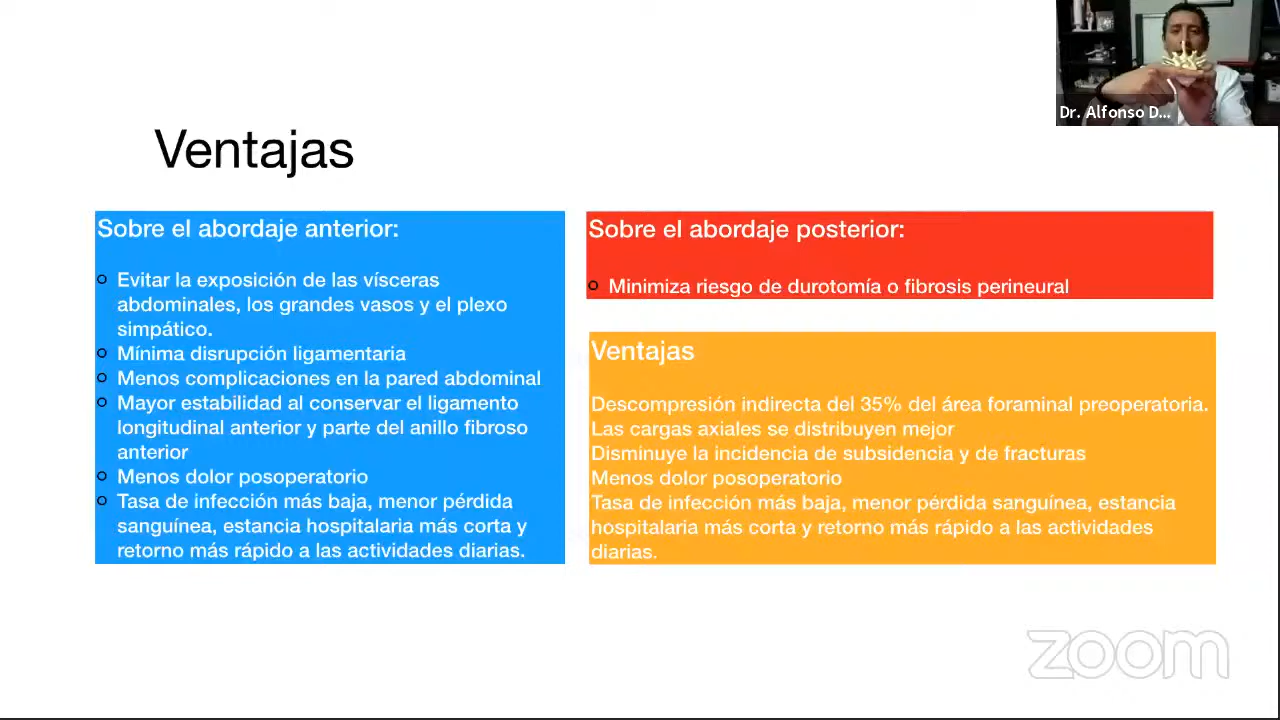 Dr. Alfonso D...
Ventajas
Sobre el abordaje anterior:
Evitar la exposición de las vísceras
abdominales, los grandes vasos y el plexo
simpático.
Mínima disrupción ligamentaria
Menos complicaciones en la pared abdominal
Mayor estabilidad al conservar el ligamento
longitudinal anterior y parte del anillo fibroso
anterior
Menos dolor posoperatorio
Tasa de infección más baja, menor pérdida
sanguínea, estancia hospitalaria más corta y
retorno más rápido a las actividades diarias.
Sobre el abordaje posterior:
Minimiza riesgo de durotomía o fibrosis perineural
Ventajas
Descompresión indirecta del 35% del área foraminal preoperatoria.
Las cargas axiales se distribuyen mejor
Disminuye la incidencia de subsidencia y de fracturas
Menos dolor posoperatorio
Tasa de infección más baja, menor pérdida sanguínea, estancia
hospitalaria más corta y retorno más rápido a las actividades
diarias.
zoom